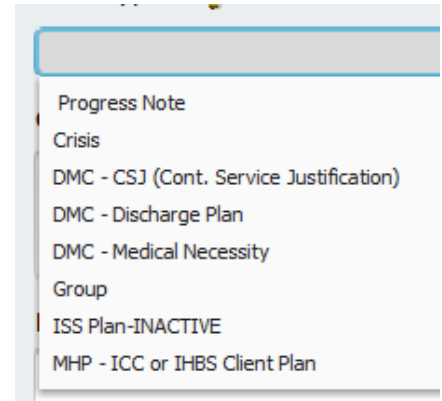 Progress Note
Crisis
DMC - CSJ (Cont. Service Justification)
DMC - Discharge Plan
DMC - Medical Necessity
Group
ISS Plan-INACTIVE
MHP - ICC or IHBS Client Plan